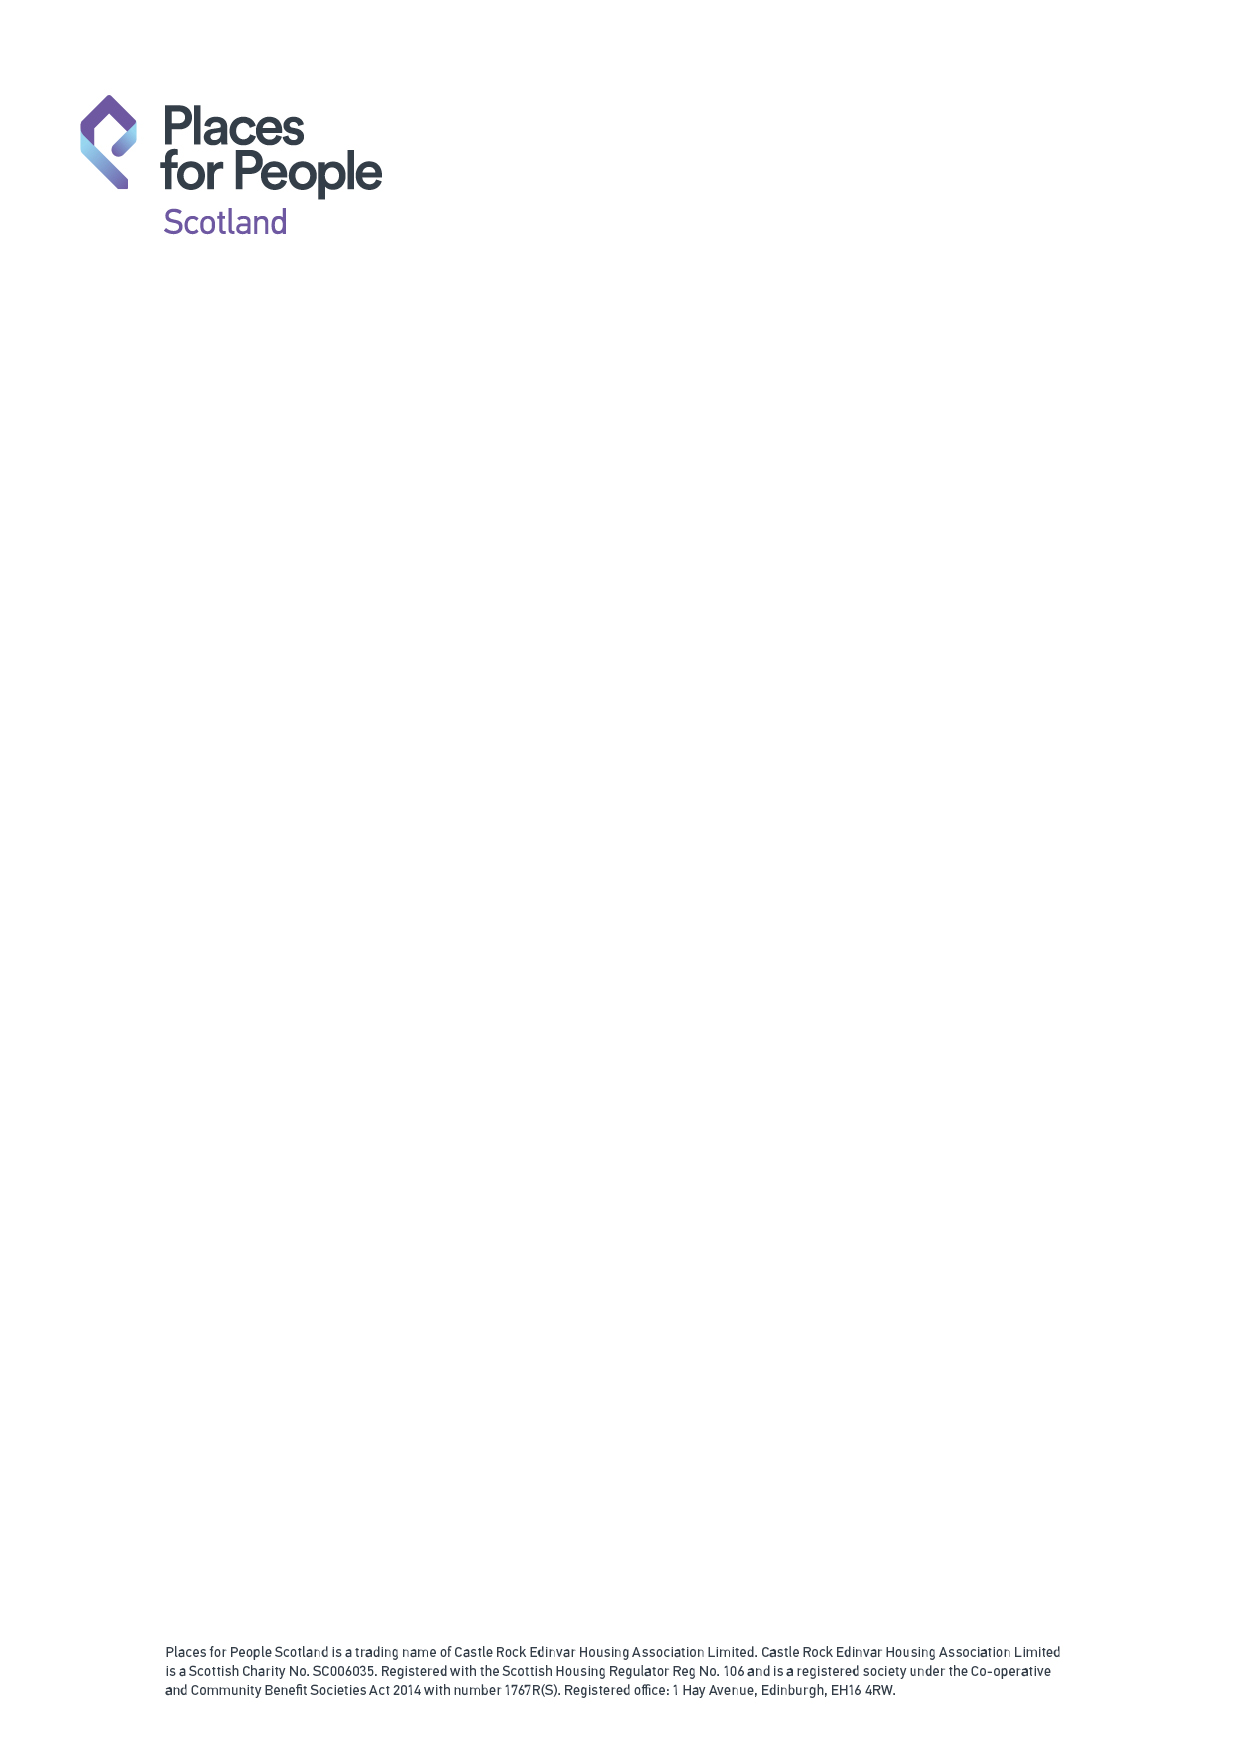 Places
for People
Scotland
Places for People Scotland is a trading name of Castle Rock Edinvar Housing Association Limited. Castle Rock Edinvar Housing Association Limited
is a Scottish Charity No. SC006035. Registered with the Scottish Housing Regulator Reg No. 106 and is a registered society under the Co-operative
and Community Benefit Societies Act 2014 with number 1767R(S). Registered office: 1 Hay Avenue, Edinburgh, EH16 4RW.